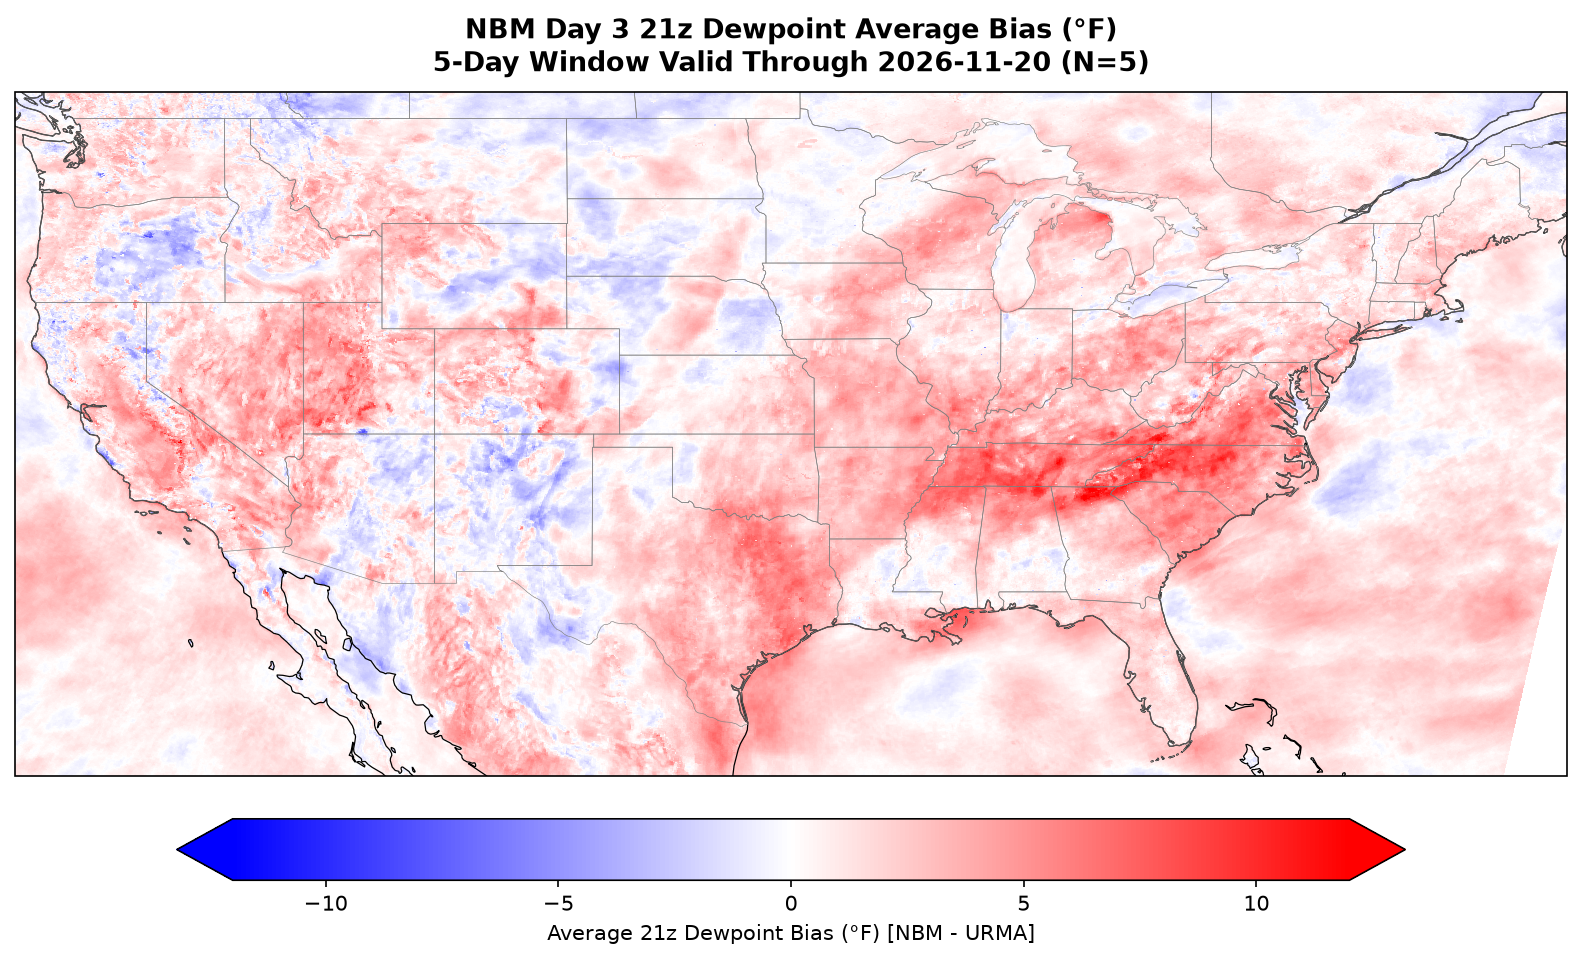 NBM Day 3 21z Dewpoint Average Bias (°F)
5-Day Window Valid Through 2026-11-20 (N=5)
−10 −5 0 5 10
Average 21z Dewpoint Bias (°F) [NBM - URMA]